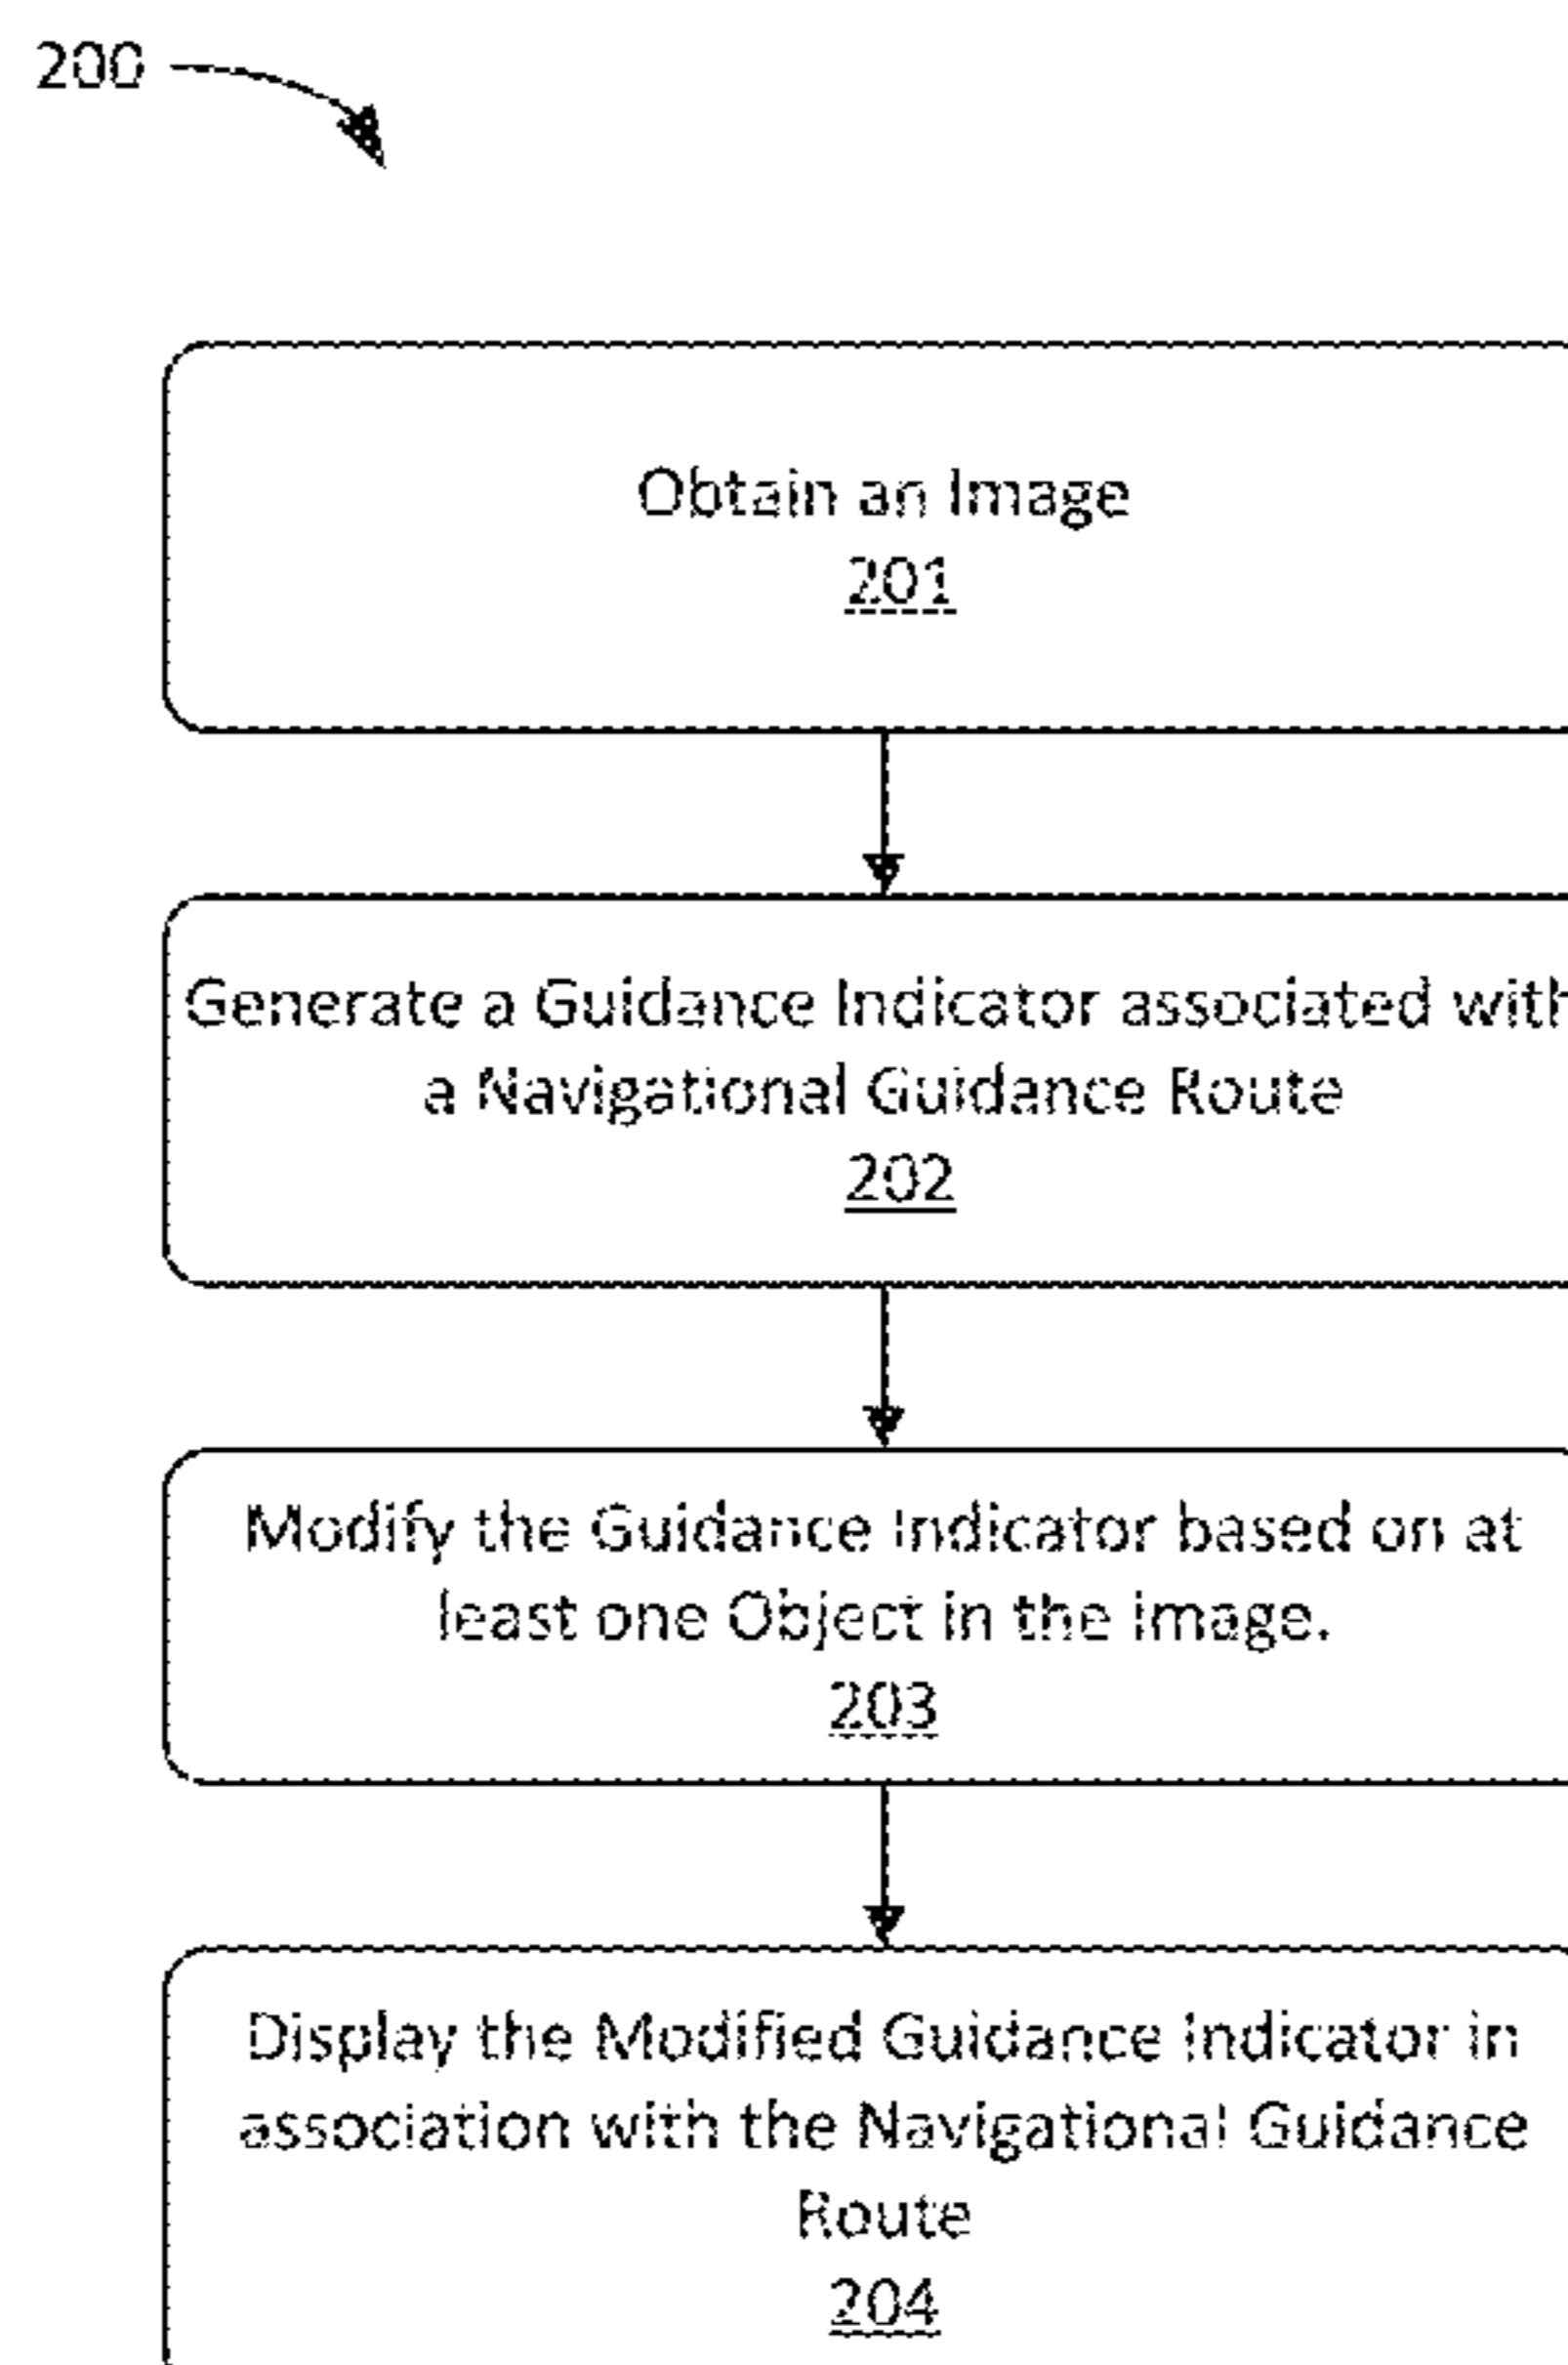 200
Obtain an Image
201
Generate a Guidance Indicator associated with
a Navigational Guidance Route
202
Modify the Guidance Indicator based on at
least one Object in the Image.
203
Display the Modified Guidance Indicator in
association with the Navigational Guidance
Route
204